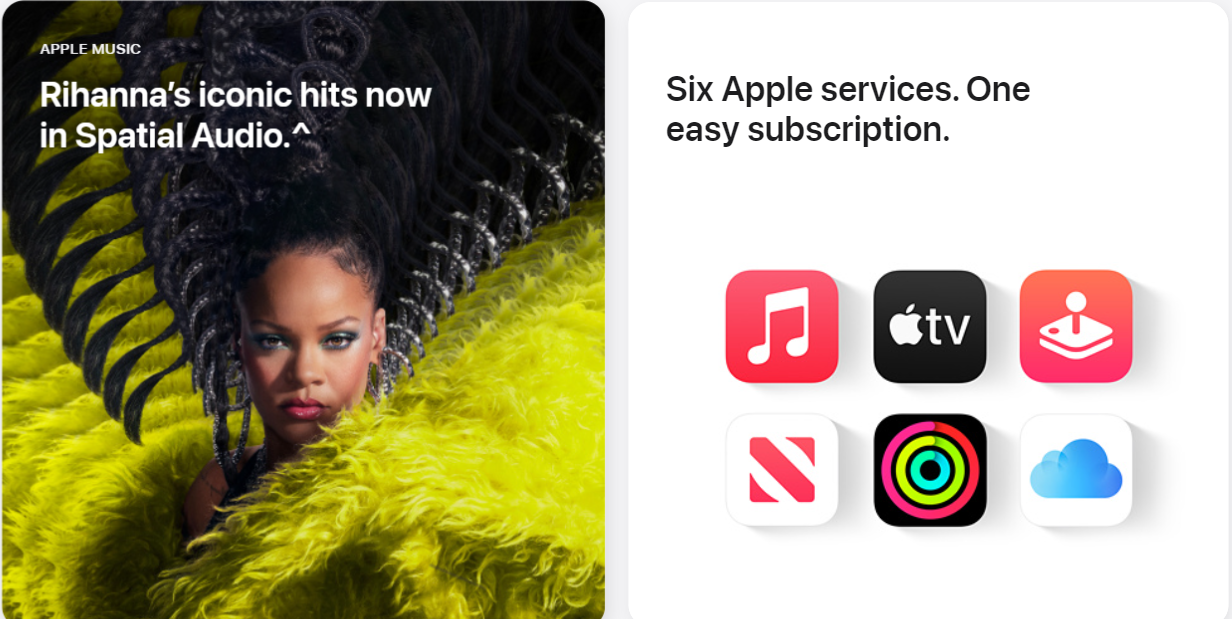 APPLE MUSIC
Rihanna’s iconic hits now
in Spatial Audio.^
Six Apple services. One
easy subscription.
tv